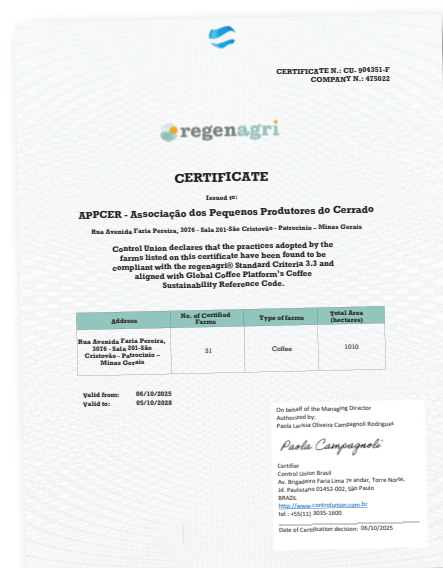 CERTIFICATE N.: CU- 904351-F
COMPANY N.: 475022
regenagri
CERTIFICATE
Issued to:
APPCER - Associação dos Pequenos Produtores do Cerrado
Rua Avenida Faria Pereira, 3076 - Sala 201-São Cristovão - Patrocínio – Minas Gerais
Control Union declares that the practices adopted by the
farms listed on this certificate have been found to be
compliant with the regenagri® Standard Criteria 3.3 and
aligned with Global Coffee Platform's Coffee
Sustainability Reference Code.
Address
No. of Certified
Farms
Type of farms
Total Area
(hectares)
Rua Avenida Faria Pereira,
3076 - Sala 201-São
Cristovão - Patrocínio –
Minas Gerais
31
Coffee
1010
Valid from: 06/10/2025
Valid to: 05/10/2028
On behalf of the Managing Director
Authorized by:
Paola Larissa Oliveira Campagnoli Rodrigues
Paola Campagnoli
Certifier
Control Union Brasil
Av. Brigadeiro Faria Lima 7º andar, Torre Norte,
Jd. Paulistano 01452-002, São Paulo
BRAZIL
http://www.controlunion.com.br
tel.: +55(11) 3035-1600
Date of Certification decision: 06/10/2025